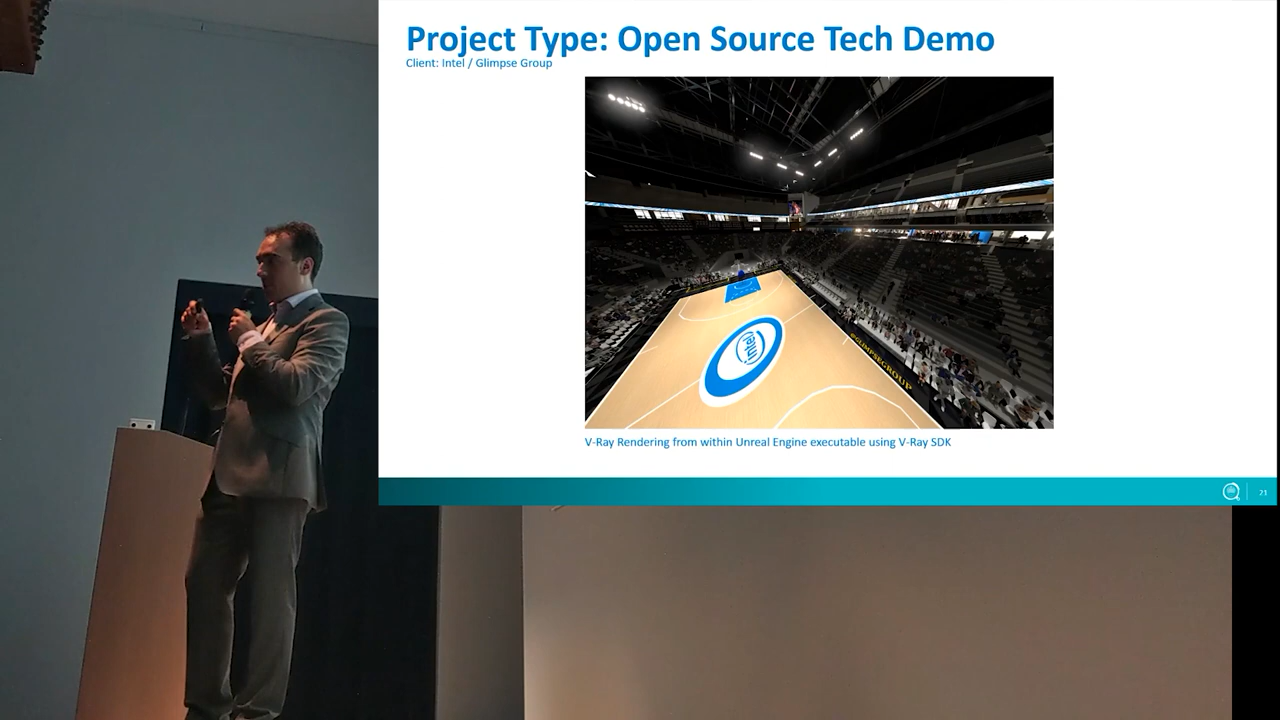 Project Type: Open Source Tech Demo
Client: Intel / Glimpse Group
intel
@GLIMPSEGROUP
V-Ray Rendering from within Unreal Engine executable using V-Ray SDK
21